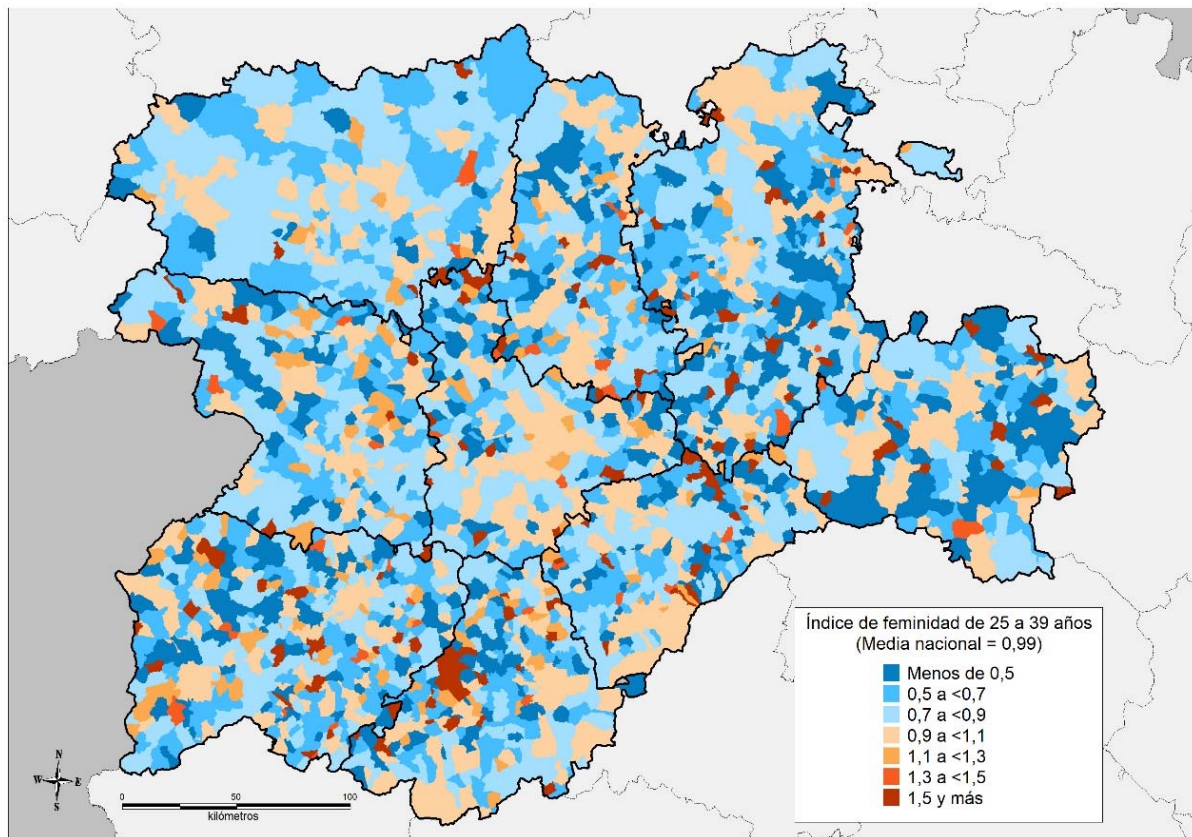 Índice de feminidad de 25 a 39 años
(Media nacional = 0,99)
Menos de 0,5
0,5 a <0,7
0,7 a <0,9
0,9 a <1,1
1,1 a <1,3
1,3 a <1,5
1,5 y más
N
W E
S
0 50 100
kilómetros